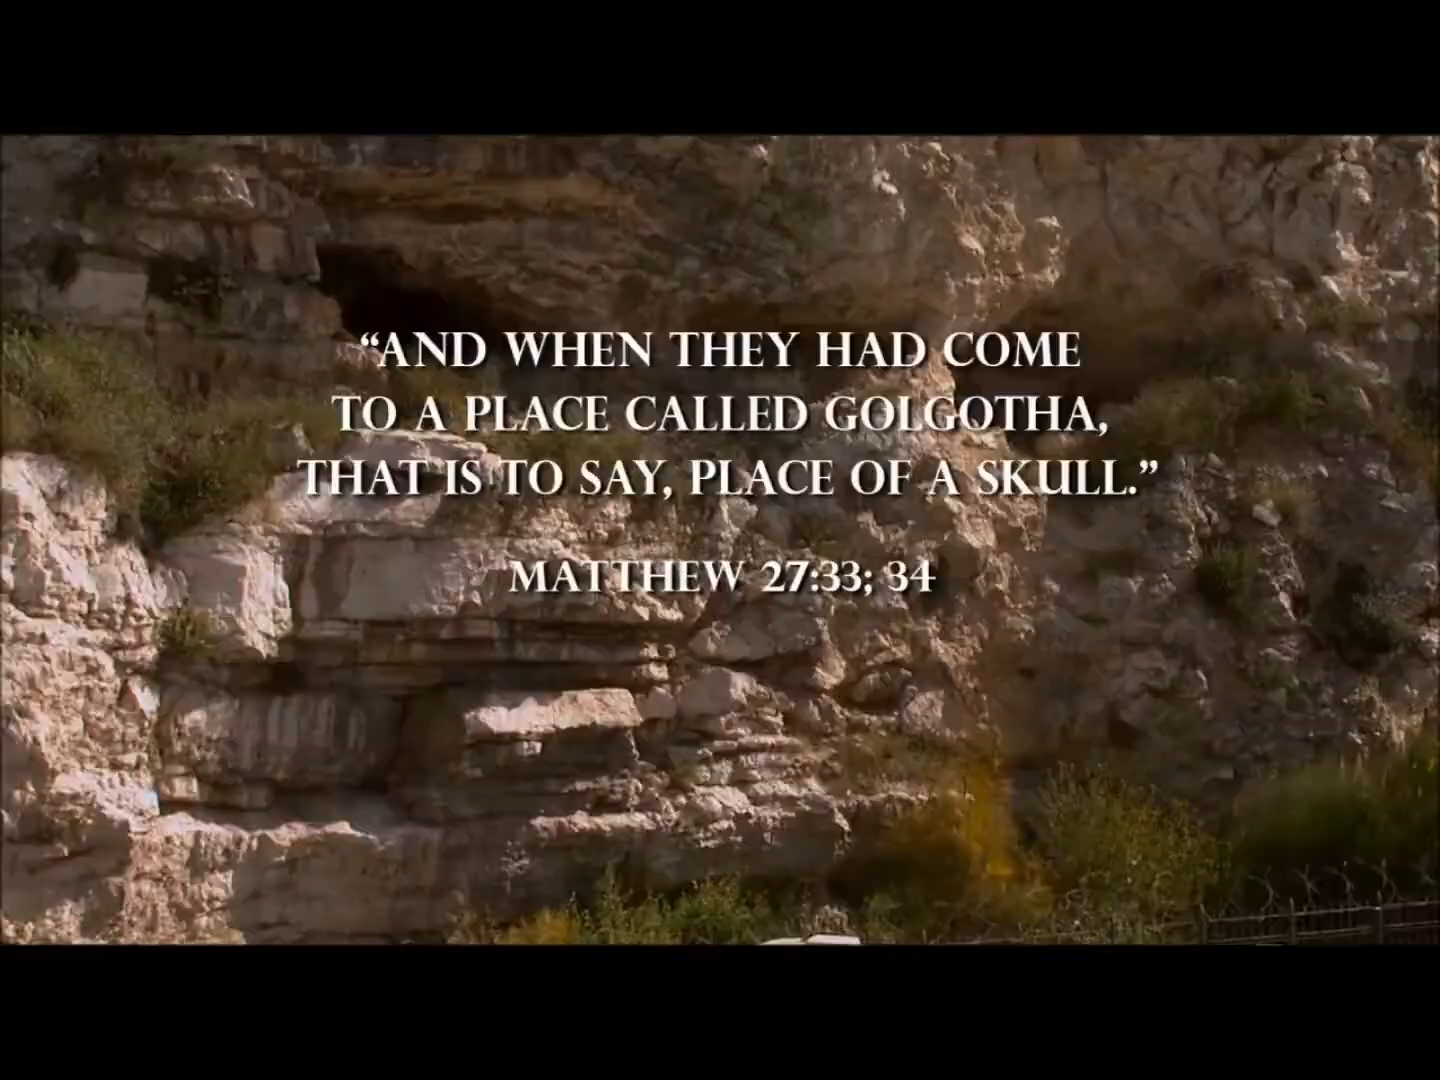 “AND WHEN THEY HAD COME
TO A PLACE CALLED GOLGOTHA,
THAT IS TO SAY, PLACE OF A SKULL.”
MATTHEW 27:33; 34